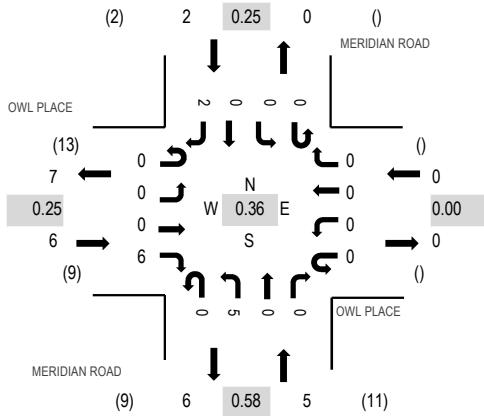 (2) 2 0.25 0 ()
MERIDIAN ROAD
2 0 0 0
OWL PLACE
(13) 0 0 ()
7 0
0 0
N
0.25 W 0.36 E 0.00
0 0
S
6 0
6 0
(9) ()
0 5 0 0
OWL PLACE
MERIDIAN ROAD
(9) 6 0.58 5 (11)